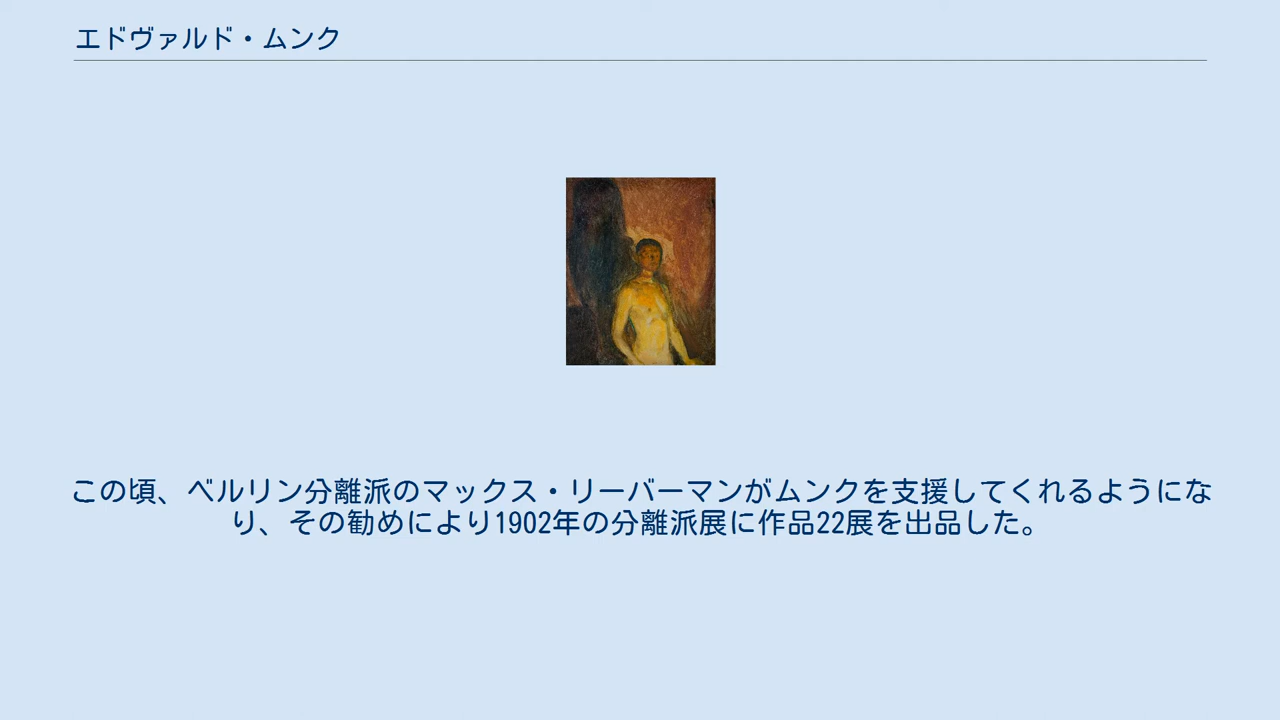 エドヴァルド・ムンク
この頃、ベルリン分離派のマックス・リーバーマンがムンクを支援してくれるようにな
り、その勧めにより1902年の分離派展に作品22展を出品した。